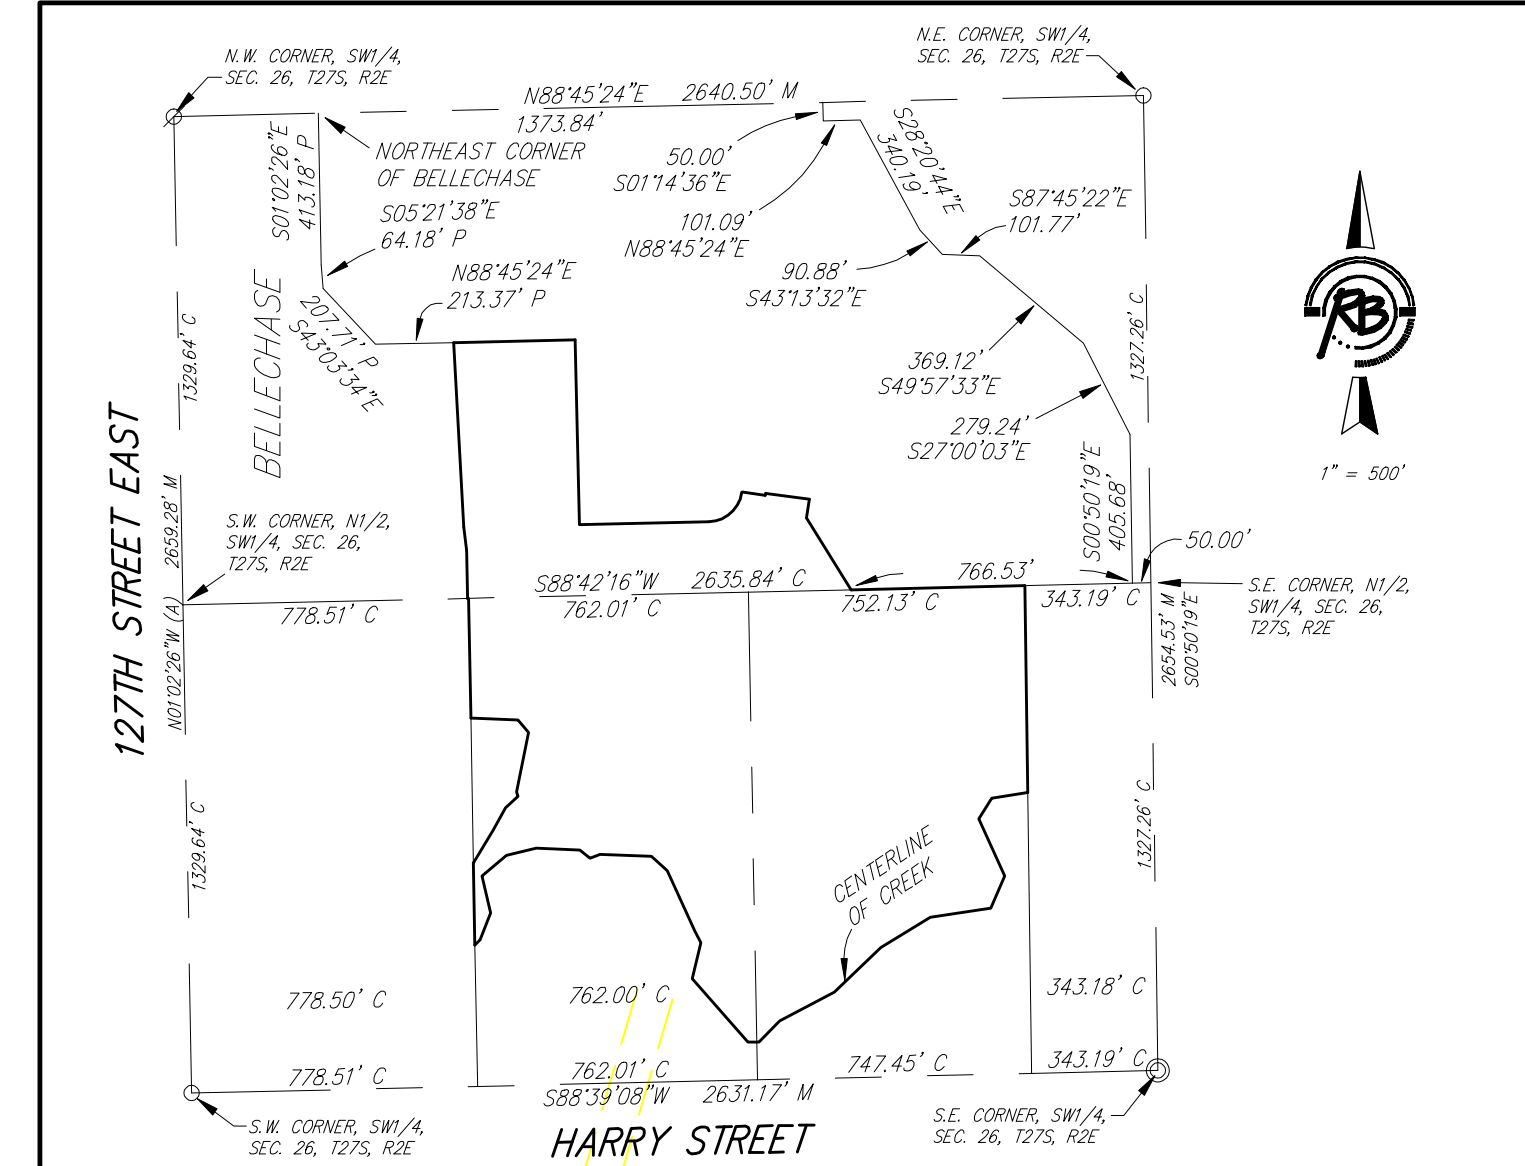 N.W. CORNER, SW1/4,
SEC. 26, T27S, R2E
N.E. CORNER, SW1/4,
SEC. 26, T27S, R2E
N88°45'24"E 2640.50' M
1373.84'
S01°02'26"E
413.18' P
NORTHEAST CORNER
OF BELLECHASE
50.00'
S01°14'36"E
S28°20'44"E
340.19'
S87°45'22"E
101.77'
S05°21'38"E
64.18' P
101.09'
N88°45'24"E
N88°45'24"E
213.37' P
90.88'
S43°13'32"E
BELLECHASE
207.71' P
S43°03'34"E
1329.64' C
1327.26' C
RB
369.12'
S49°57'33"E
279.24'
S27°00'03"E
1" = 500'
127TH STREET EAST
2659.28' M
N01°02'26"W (A)
S.W. CORNER, N1/2,
SW1/4, SEC. 26,
T27S, R2E
S00°50'19"E
405.68'
50.00'
S88°42'16"W 2635.84' C
766.53'
778.51' C
762.01' C
752.13' C
343.19' C
S.E. CORNER, N1/2,
SW1/4, SEC. 26,
T27S, R2E
2654.53' M
S00°50'19"E
1329.64' C
1327.26' C
CENTERLINE
OF CREEK
778.50' C
762.00' C
343.18' C
778.51' C
762.01' C
747.45' C
343.19' C
S88°39'08"W 2631.17' M
S.W. CORNER, SW1/4,
SEC. 26, T27S, R2E
HARRY STREET
S.E. CORNER, SW1/4,
SEC. 26, T27S, R2E